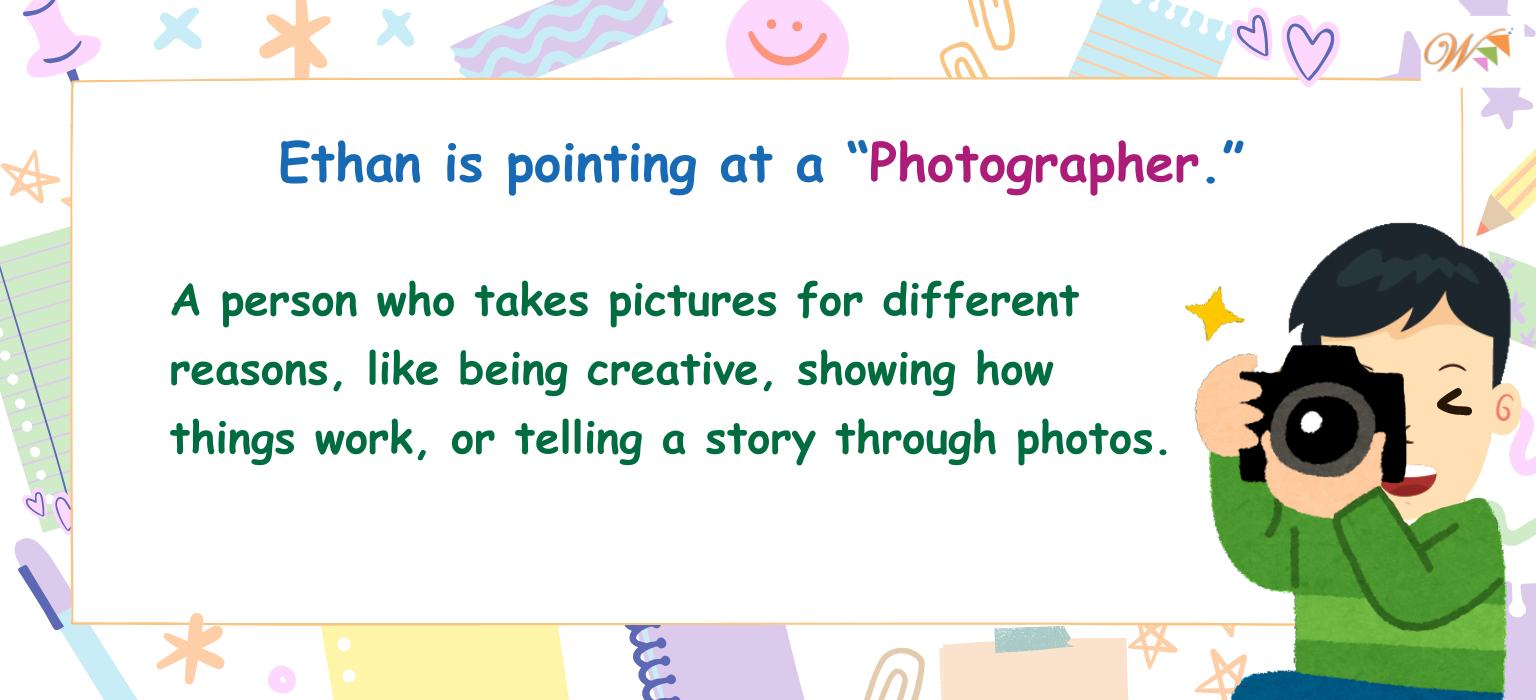 W
Ethan is pointing at a “Photographer.”
A person who takes pictures for different
reasons, like being creative, showing how
things work, or telling a story through photos.